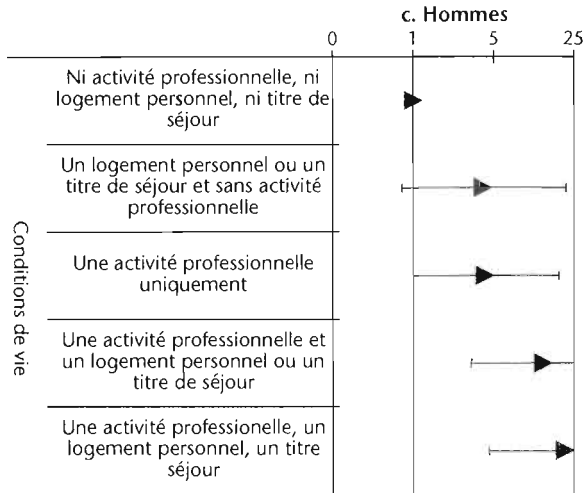 c. Hommes
0 1 5 25
Conditions de vie
Ni activité professionnelle, ni
logement personnel, ni titre de
séjour
Un logement personnel ou un
titre de séjour et sans activité
professionnelle
Une activité professionnelle
uniquement
Une activité professionnelle et
un logement personnel ou un
titre de séjour
Une activité professionelle, un
logement personnel, un titre
séjour